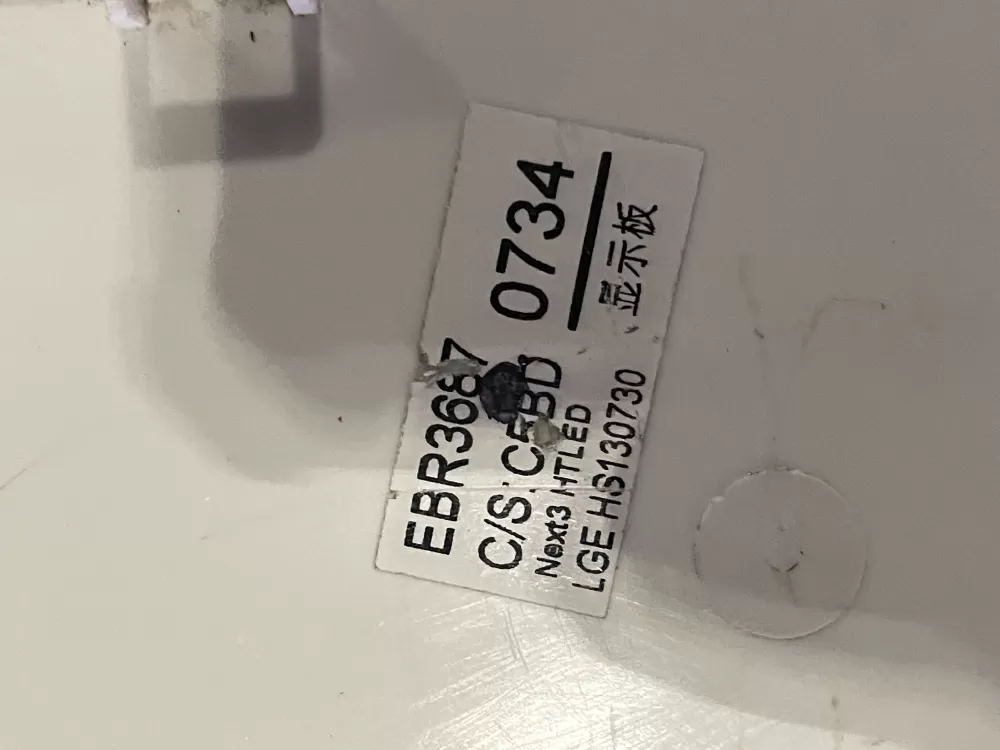 EBR3687 0734
C/S:
Next3 HTLED 显示板
LGE HS130730